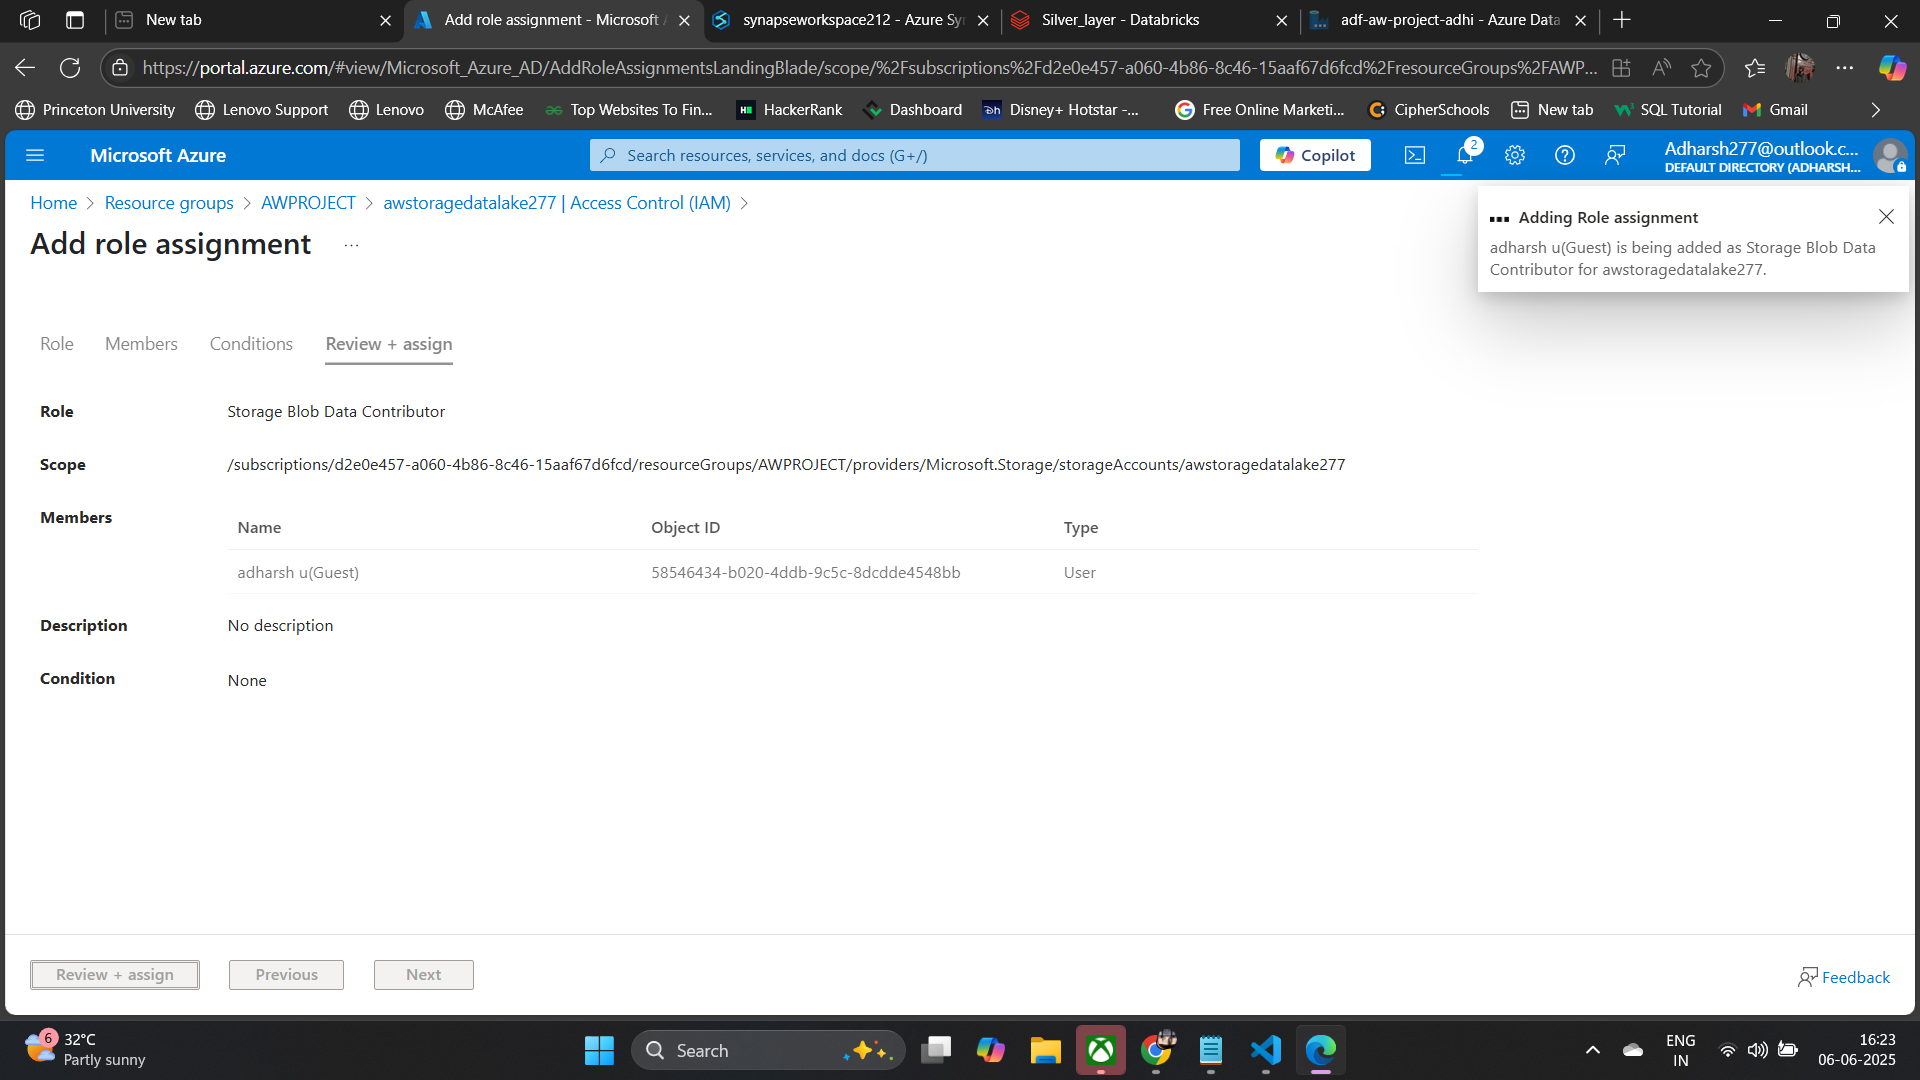 New tab
Add role assignment - Microsoft A
synapseworkspace212 - Azure Syn
Silver_layer - Databricks
adf-aw-project-adhi - Azure Data
https://portal.azure.com/#view/Microsoft_Azure_AD/AddRoleAssignmentsLandingBlade/scope/%2Fsubscriptions%2Fd2e0e457-a060-4b86-8c46-15aaf67d6fcd%2FresourceGroups%2FAWP...
Princeton University
Lenovo Support
Lenovo
McAfee
Top Websites To Fin...
HackerRank
Dashboard
Disney+ Hotstar -...
Free Online Marketi...
CipherSchools
New tab
SQL Tutorial
Gmail
Microsoft Azure
Search resources, services, and docs (G+/)
Copilot
2
Adharsh277@outlook.c...
DEFAULT DIRECTORY (ADHARSH...
Home > Resource groups > AWPROJECT > awstoragedatalake277 | Access Control (IAM) >
Add role assignment ...
Adding Role assignment
adharsh u(Guest) is being added as Storage Blob Data
Contributor for awstoragedatalake277.
Role Members Conditions Review + assign
Role Storage Blob Data Contributor
Scope /subscriptions/d2e0e457-a060-4b86-8c46-15aaf67d6fcd/resourceGroups/AWPROJECT/providers/Microsoft.Storage/storageAccounts/awstoragedatalake277
Members
Name Object ID Type
adharsh u(Guest) 58546434-b020-4ddb-9c5c-8dcdde4548bb User
Description No description
Condition None
Review + assign Previous Next
Feedback
6
32°C
Partly sunny
Search
ENG
IN
16:23
06-06-2025